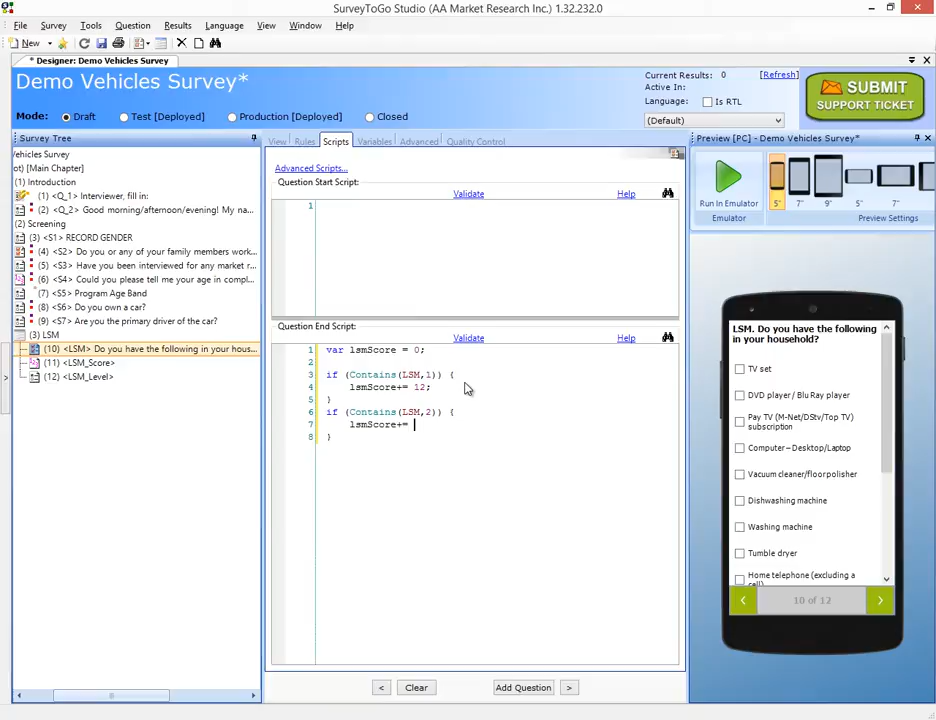 SurveyToGo Studio (AA Market Research Inc.) 1.32.232.0
File Survey Tools Question Results Language View Window Help
New
* Designer: Demo Vehicles Survey*
Demo Vehicles Survey*
Current Results: 0 [Refresh]
Active In:
Language: Is RTL
(Default)
SUBMIT
SUPPORT TICKET
Mode: Draft Test [Deployed] Production [Deployed] Closed
Survey Tree
ehicles Survey
ot) [Main Chapter]
(1) Introduction
(1) <Q_1> Interviewer, fill in:
(2) <Q_2> Good morning/afternoon/evening! My na...
(2) Screening
(3) <S1> RECORD GENDER
(4) <S2> Do you or any of your family members work...
(5) <S3> Have you been interviewed for any market r...
(6) <S4> Could you please tell me your age in compl...
(7) <S5> Program Age Band
(8) <S6> Do you own a car?
(9) <S7> Are you the primary driver of the car?
(3) LSM
(10) <LSM> Do you have the following in your hous...
(11) <LSM_Score>
(12) <LSM_Level>
View Rules Scripts Variables Advanced Quality Control
Advanced Scripts...
Question Start Script:
Validate Help
1
Question End Script:
Validate Help
1 var lsmScore = 0;
2
3 if (Contains(LSM,1)) {
4 lsmScore+= 12;
5 }
6 if (Contains(LSM,2)) {
7 lsmScore+=
8 }
< Clear Add Question >
Preview [PC] - Demo Vehicles Survey*
Run In Emulator
5" 7" 9" 5" 7"
Emulator Preview Settings
LSM. Do you have the following
in your household?
TV set
DVD player / Blu Ray player
Pay TV (M-Net/DStv/Top TV)
subscription
Computer – Desktop/Laptop
Vacuum cleaner/floor polisher
Dishwashing machine
Washing machine
Tumble dryer
Home telephone (excluding a
cell)
10 of 12